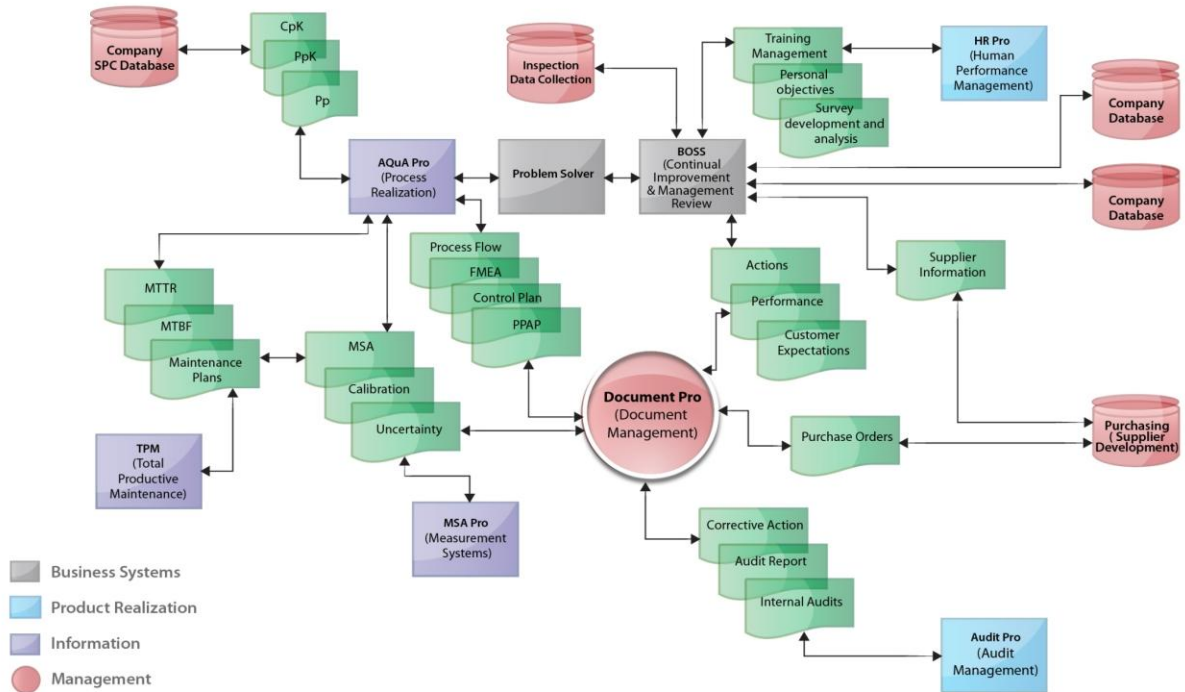 Company
SPC Database
CpK
PpK
Pp
Inspection
Data Collection
Training
Management
Personal
objectives
Survey
development and
analysis
HR Pro
(Human
Performance
Management)
Company
Database
Company
Database
AQuA Pro
(Process
Realization)
Problem Solver
BOSS
(Continual
Improvement
& Management
Review
Process Flow
FMEA
Control Plan
PPAP
Actions
Performance
Customer
Expectations
Supplier
Information
MTTR
MTBF
Maintenance
Plans
MSA
Calibration
Uncertainty
Document Pro
(Document
Management)
Purchase Orders
Purchasing
( Supplier
Development)
TPM
(Total
Productive
Maintenance)
MSA Pro
(Measurement
Systems)
Corrective Action
Audit Report
Internal Audits
Audit Pro
(Audit
Management)
Business Systems
Product Realization
Information
Management